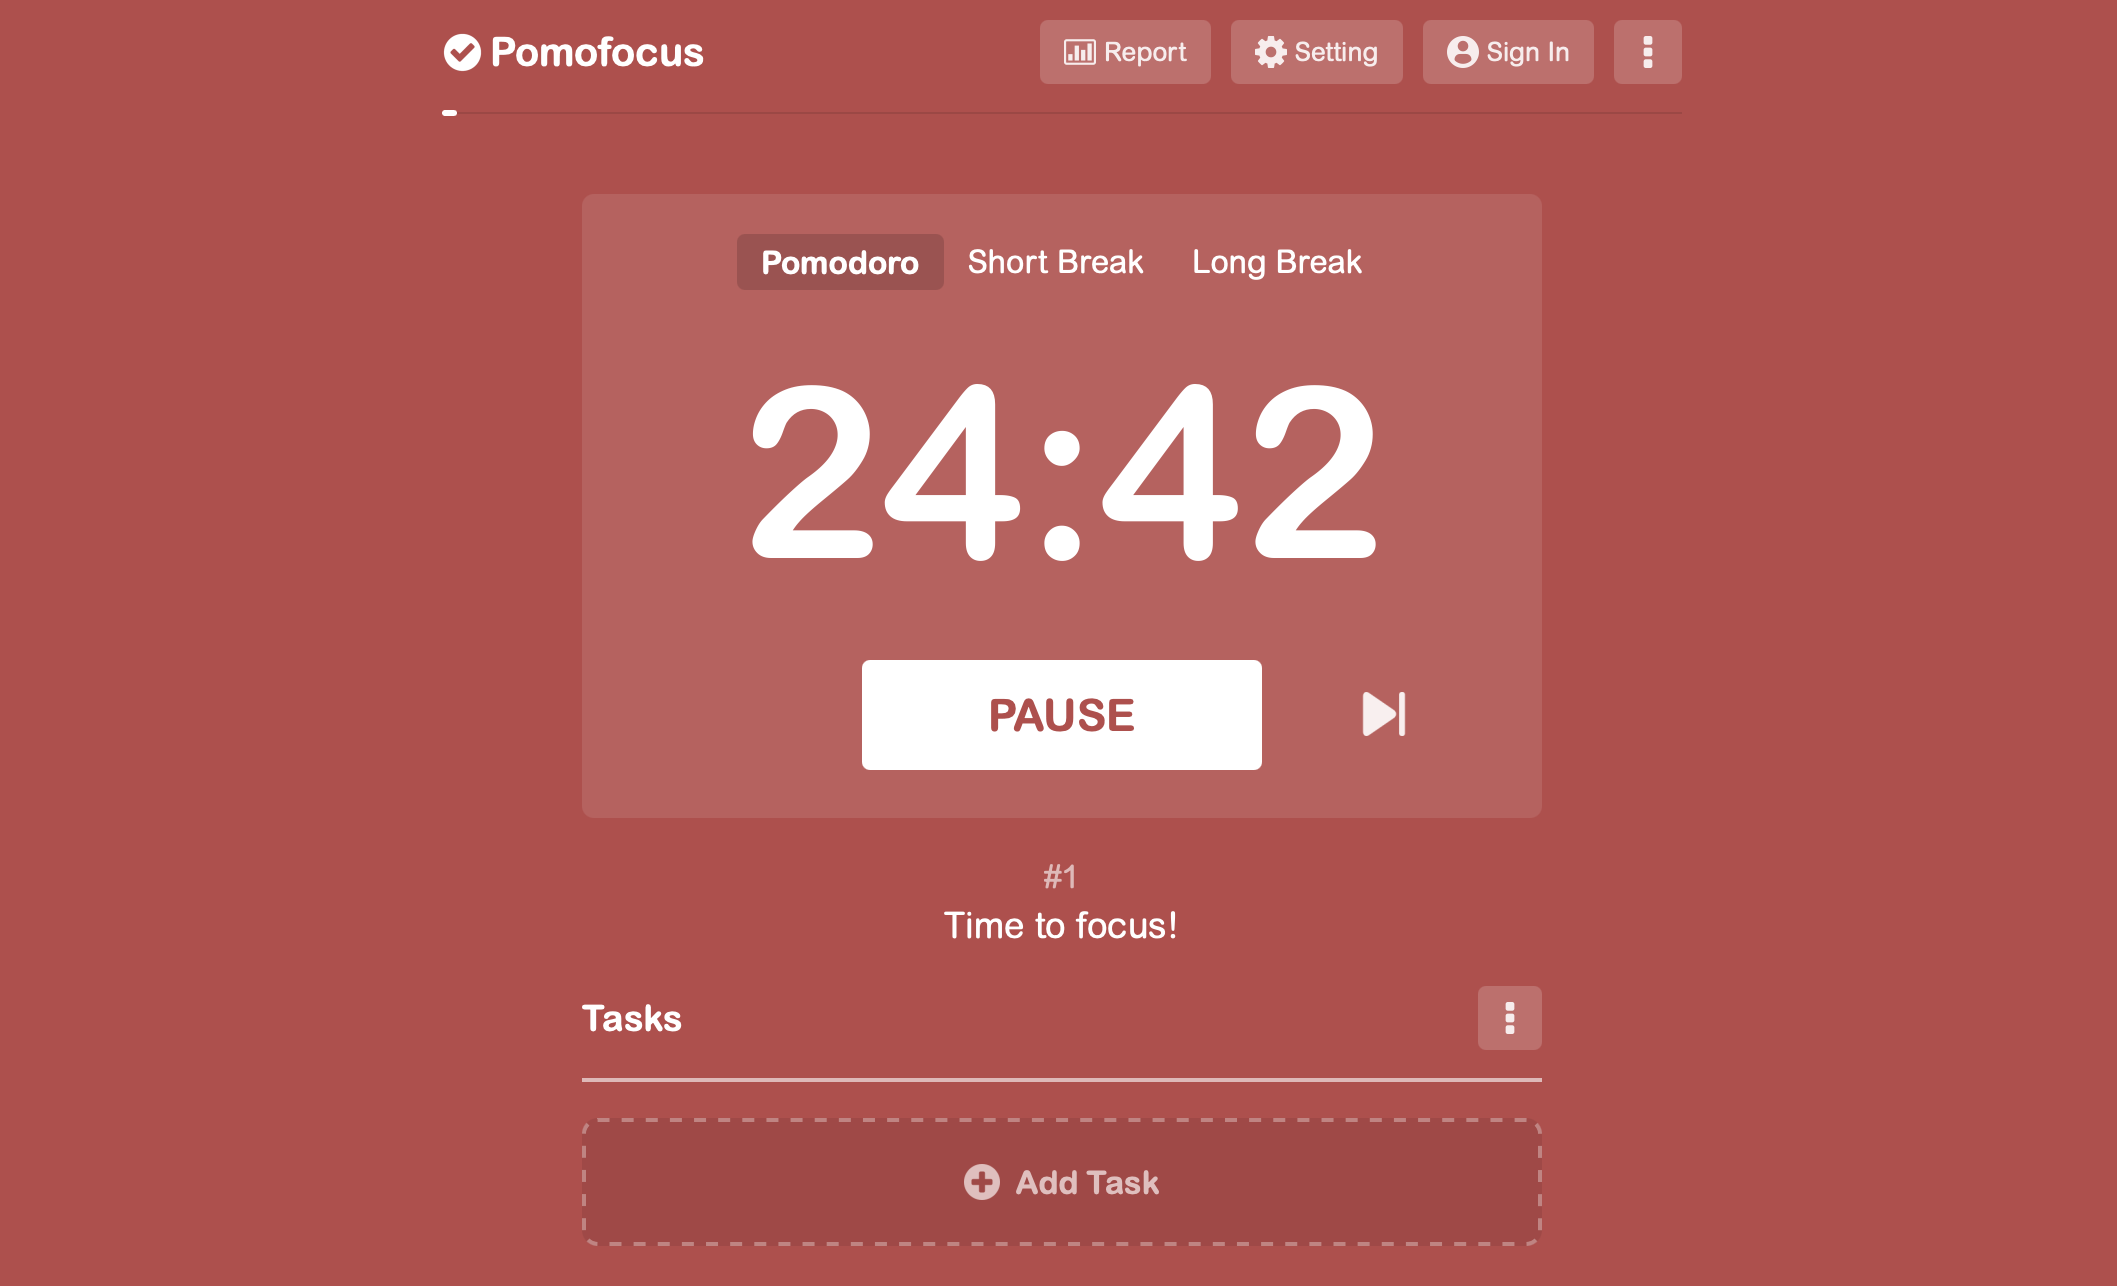 Pomofocus
Report
Setting
Sign In
Pomodoro
Short Break
Long Break
24:42
PAUSE
#1
Time to focus!
Tasks
Add Task